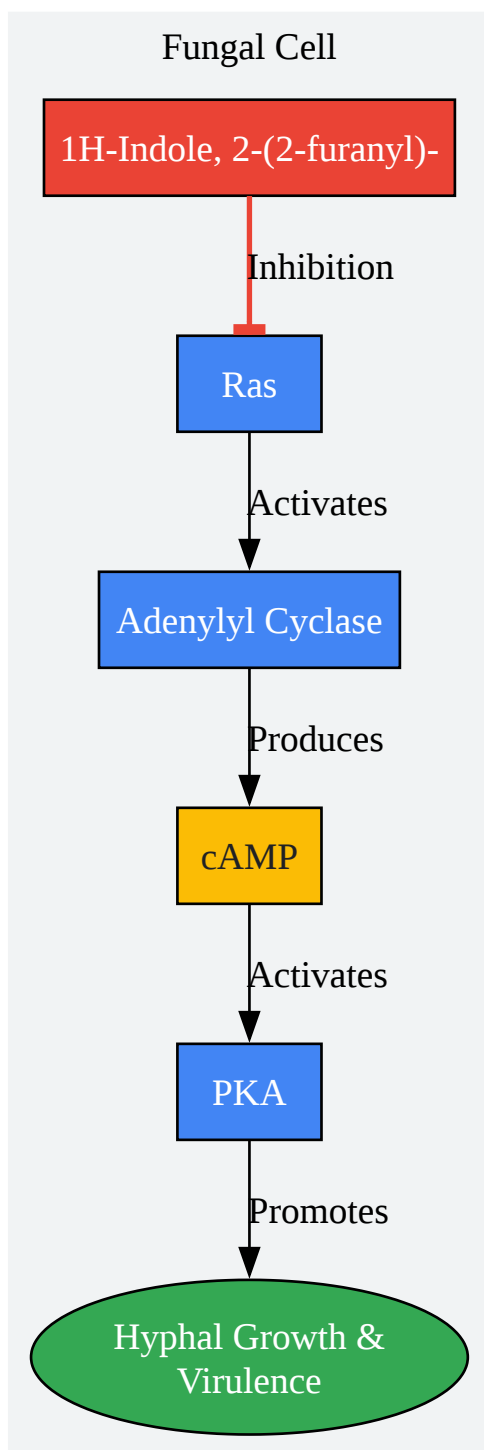 Fungal Cell
1H-Indole, 2-(2-furanyl)-
Inhibition
Ras
Activates
Adenylyl Cyclase
Produces
cAMP
Activates
PKA
Promotes
Hyphal Growth &
Virulence